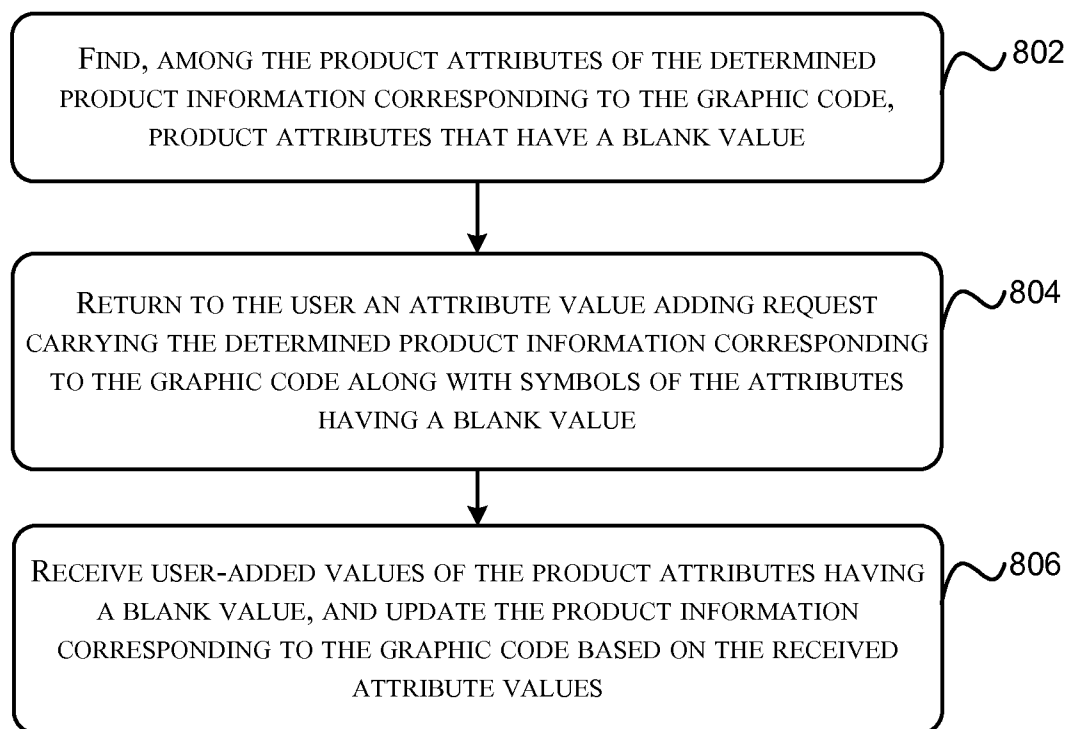 FIND, AMONG THE PRODUCT ATTRIBUTES OF THE DETERMINED
PRODUCT INFORMATION CORRESPONDING TO THE GRAPHIC CODE,
PRODUCT ATTRIBUTES THAT HAVE A BLANK VALUE
802
RETURN TO THE USER AN ATTRIBUTE VALUE ADDING REQUEST
CARRYING THE DETERMINED PRODUCT INFORMATION CORRESPONDING
TO THE GRAPHIC CODE ALONG WITH SYMBOLS OF THE ATTRIBUTES
HAVING A BLANK VALUE
804
RECEIVE USER-ADDED VALUES OF THE PRODUCT ATTRIBUTES HAVING
A BLANK VALUE, AND UPDATE THE PRODUCT INFORMATION
CORRESPONDING TO THE GRAPHIC CODE BASED ON THE RECEIVED
ATTRIBUTE VALUES
806